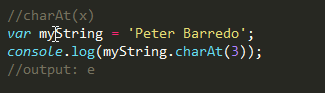 //charAt(x)
var myString = 'Peter Barredo';
console.log(myString.charAt(3));
//output: e